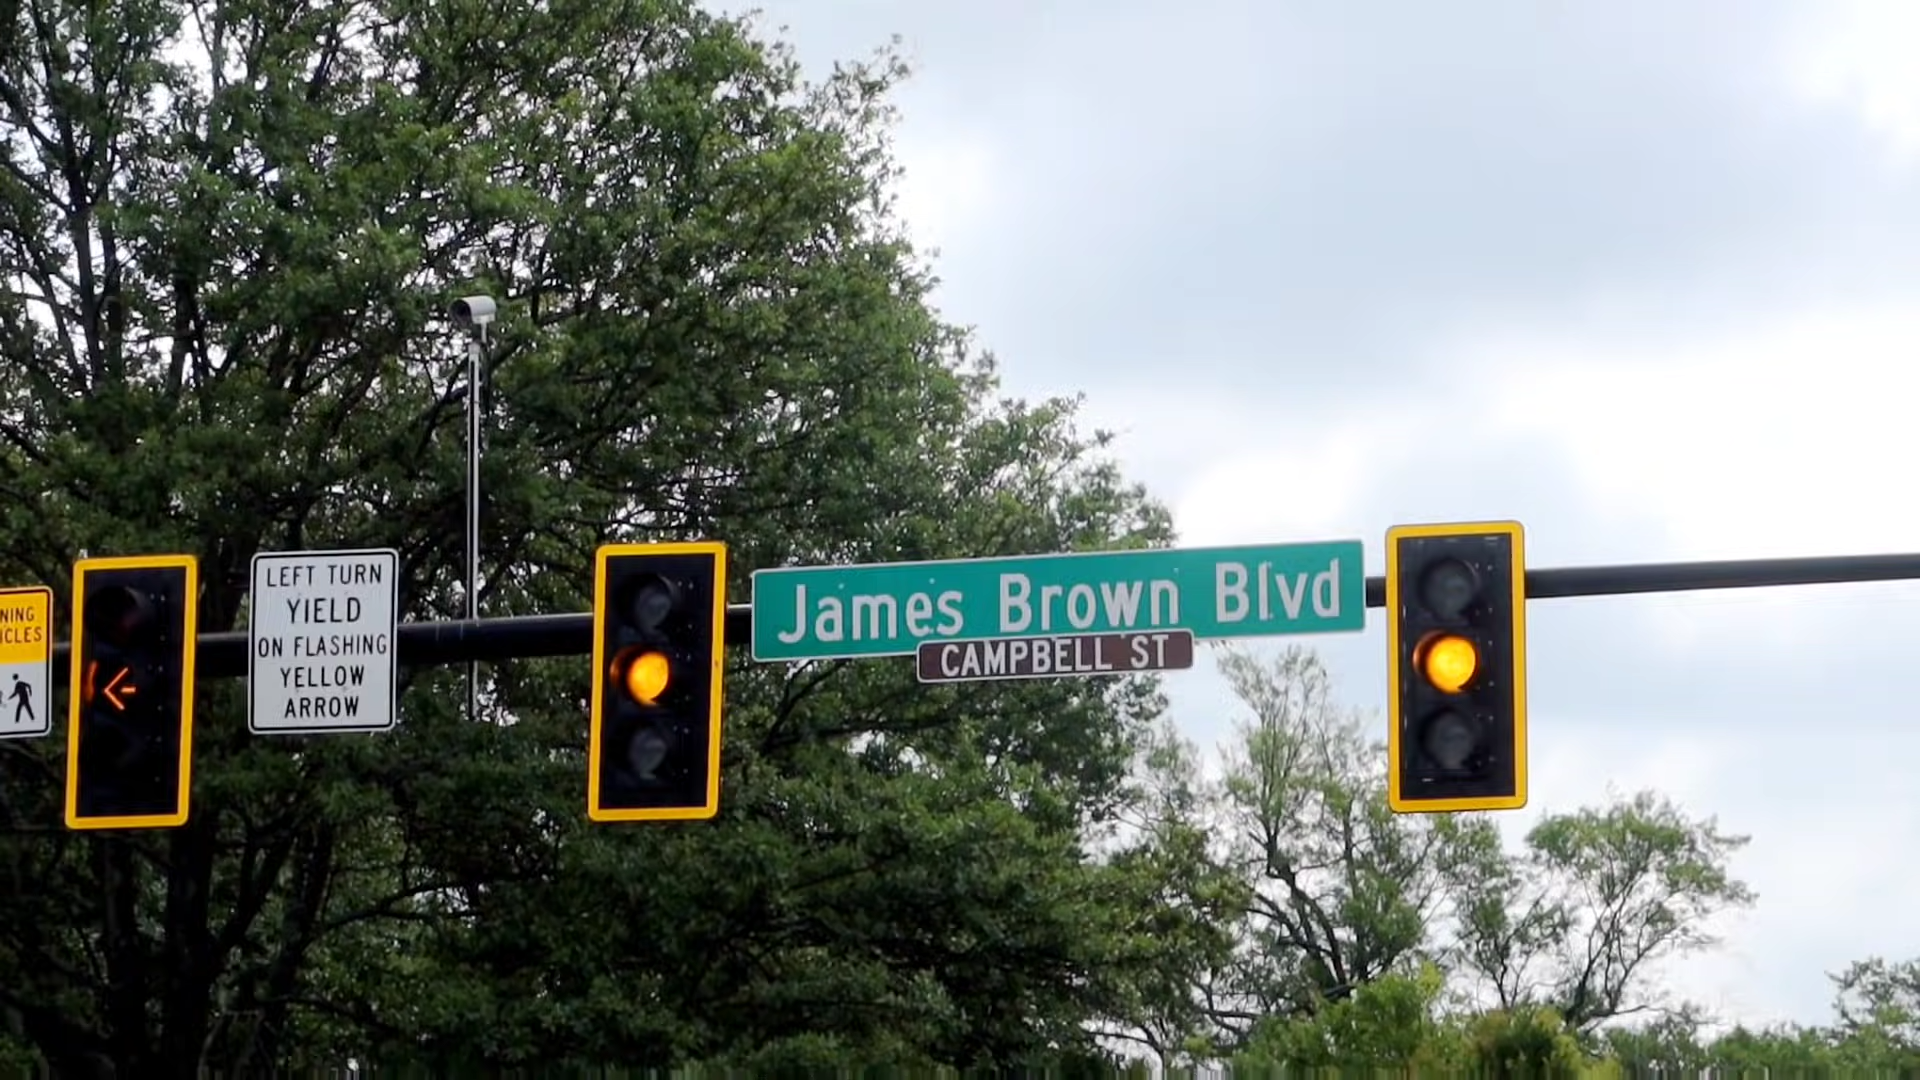 LEFT TURN
YIELD
ON FLASHING
YELLOW
ARROW
James Brown Blvd
CAMPBELL ST